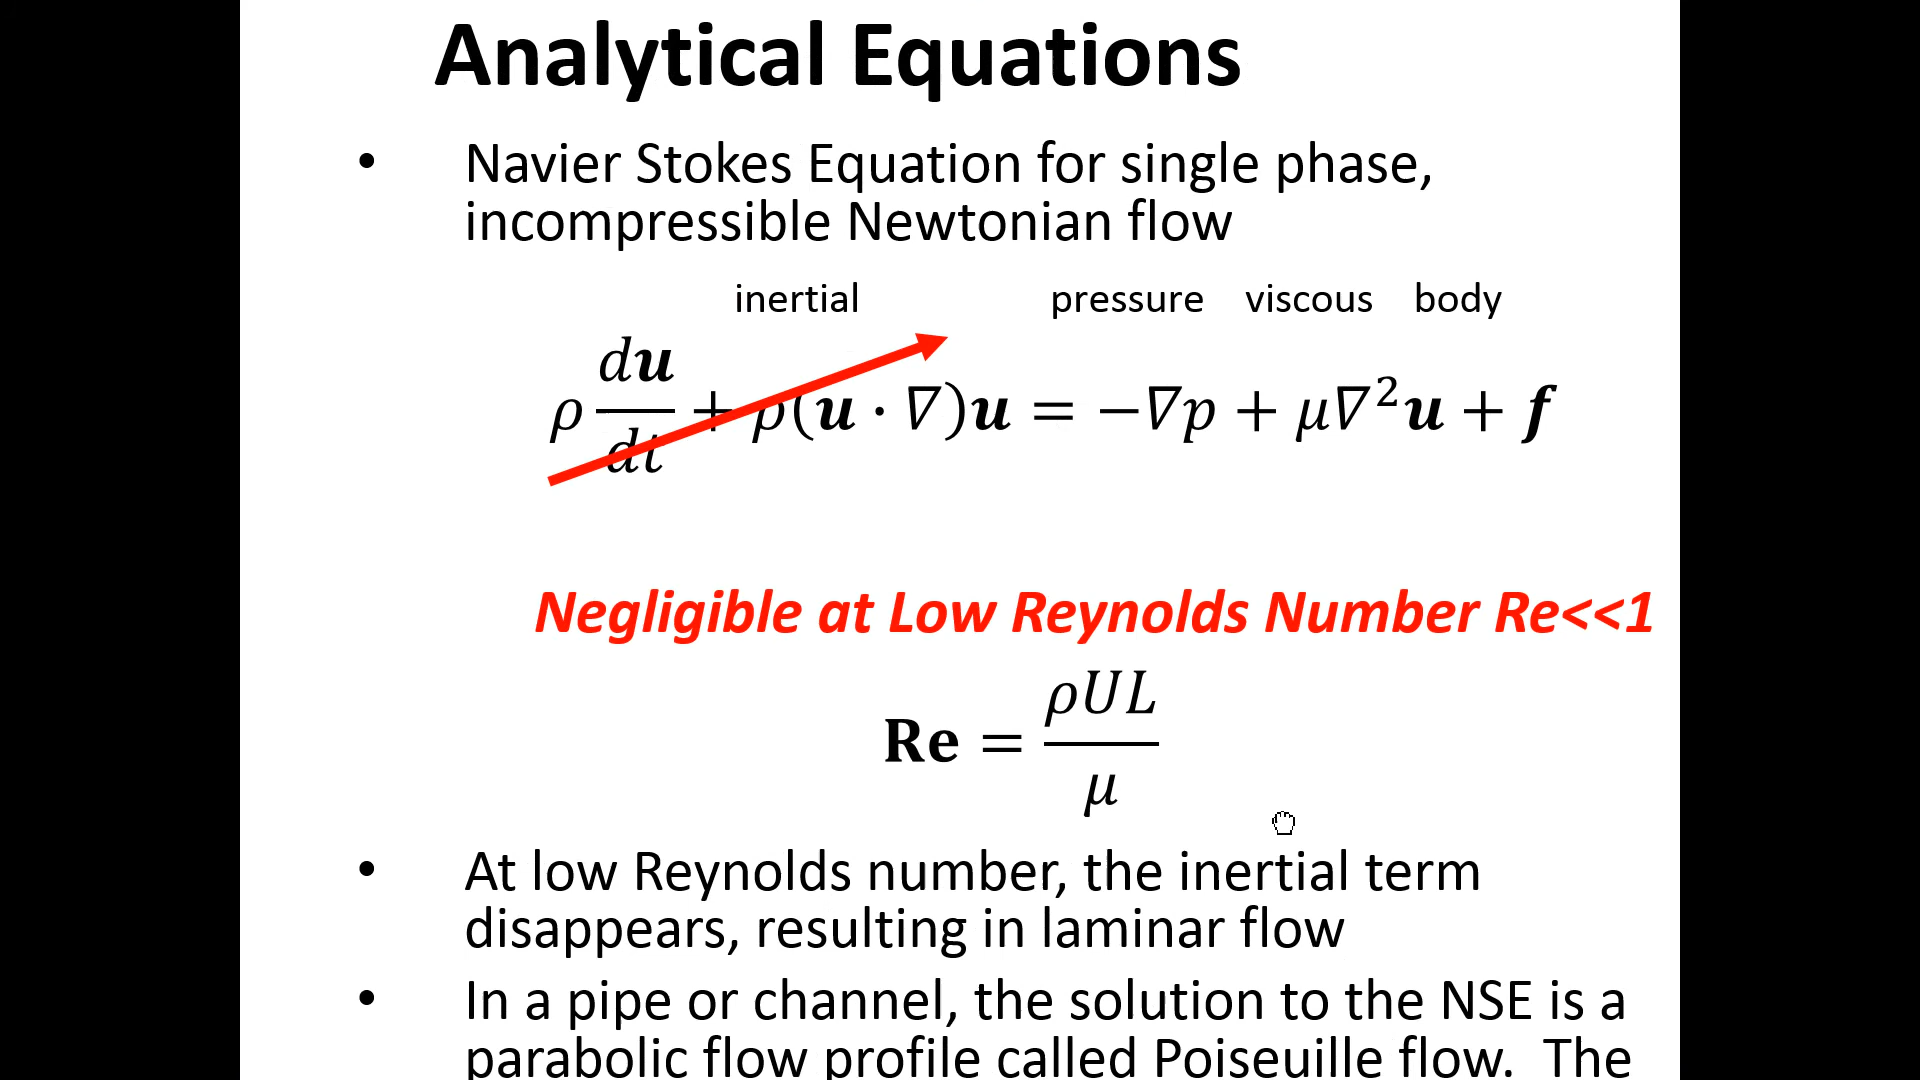 Analytical Equations
• Navier Stokes Equation for single phase,
incompressible Newtonian flow
inertial pressure viscous body
ρ d𝒖/dt + ρ(𝒖 · ∇)𝒖 = −∇p + μ∇²𝒖 + 𝒇
Negligible at Low Reynolds Number Re<<1
Re = ρUL/μ
• At low Reynolds number, the inertial term
disappears, resulting in laminar flow
• In a pipe or channel, the solution to the NSE is a
parabolic flow profile called Poiseuille flow. The